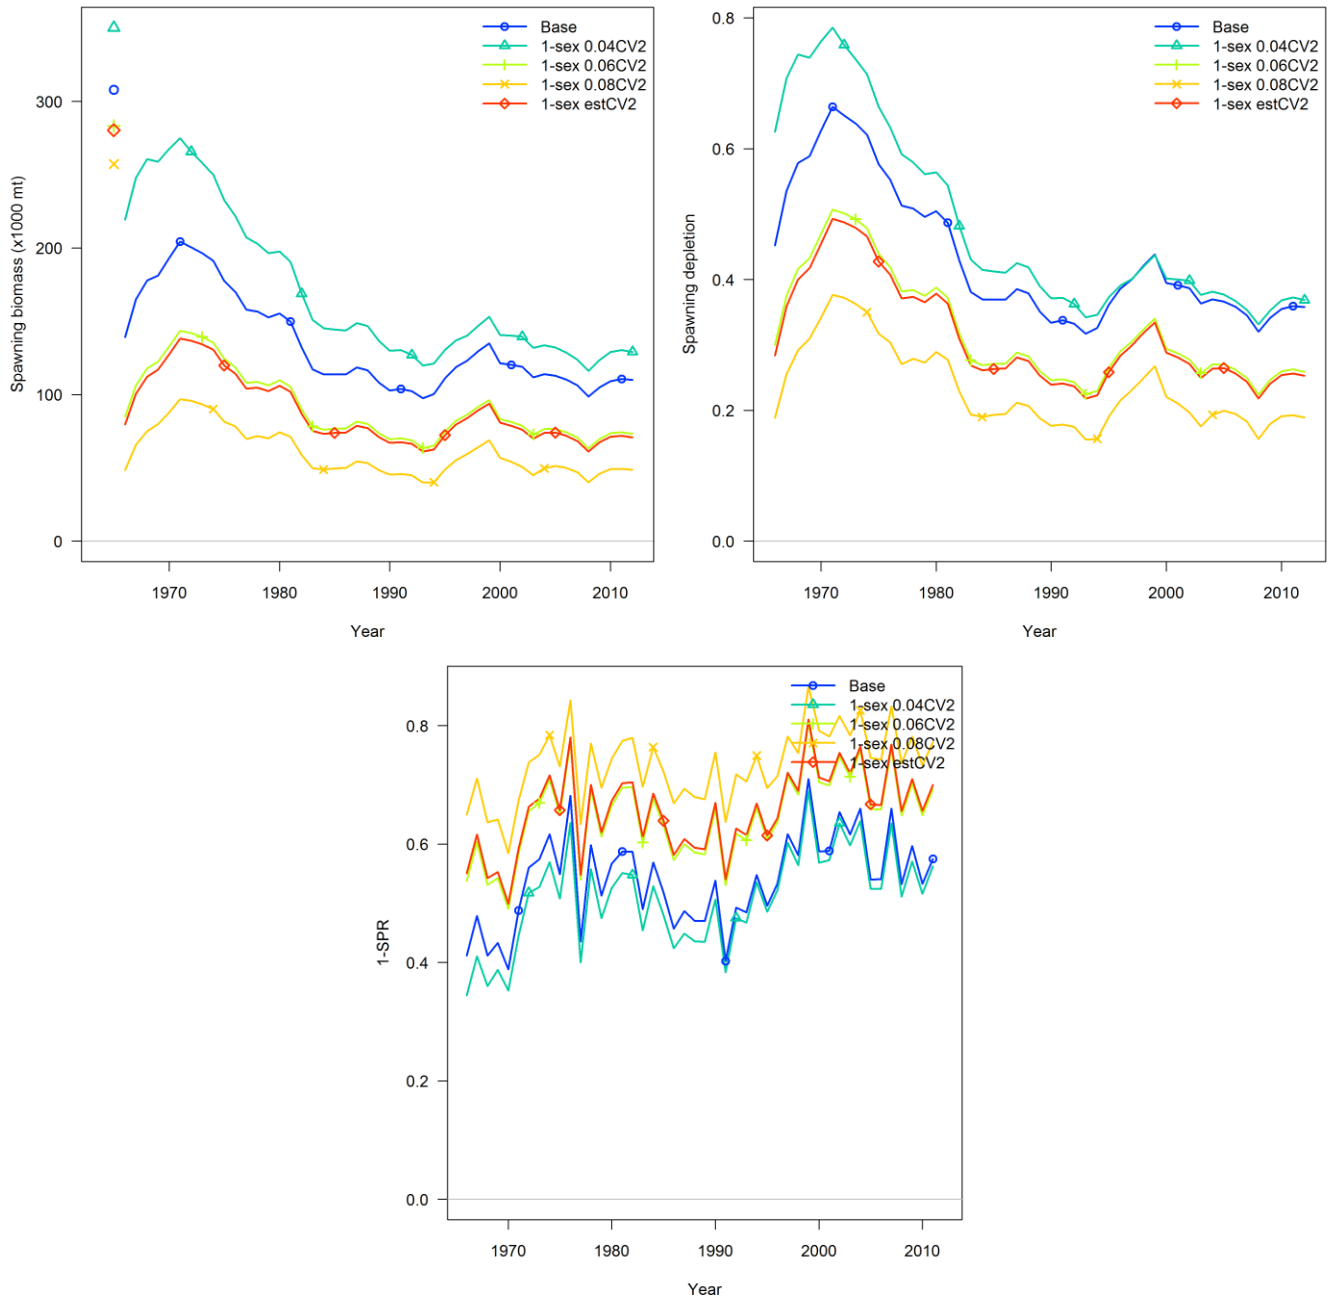 Base
1-sex 0.04CV2
1-sex 0.06CV2
1-sex 0.08CV2
1-sex estCV2
Spawning biomass (x1000 mt)
300
200
100
0
1970 1980 1990 2000 2010
Year
Base
1-sex 0.04CV2
1-sex 0.06CV2
1-sex 0.08CV2
1-sex estCV2
Spawning depletion
0.8
0.6
0.4
0.2
0.0
1970 1980 1990 2000 2010
Year
Base
1-sex 0.04CV2
1-sex 0.06CV2
1-sex 0.08CV2
1-sex estCV2
1-SPR
0.8
0.6
0.4
0.2
0.0
1970 1980 1990 2000 2010
Year